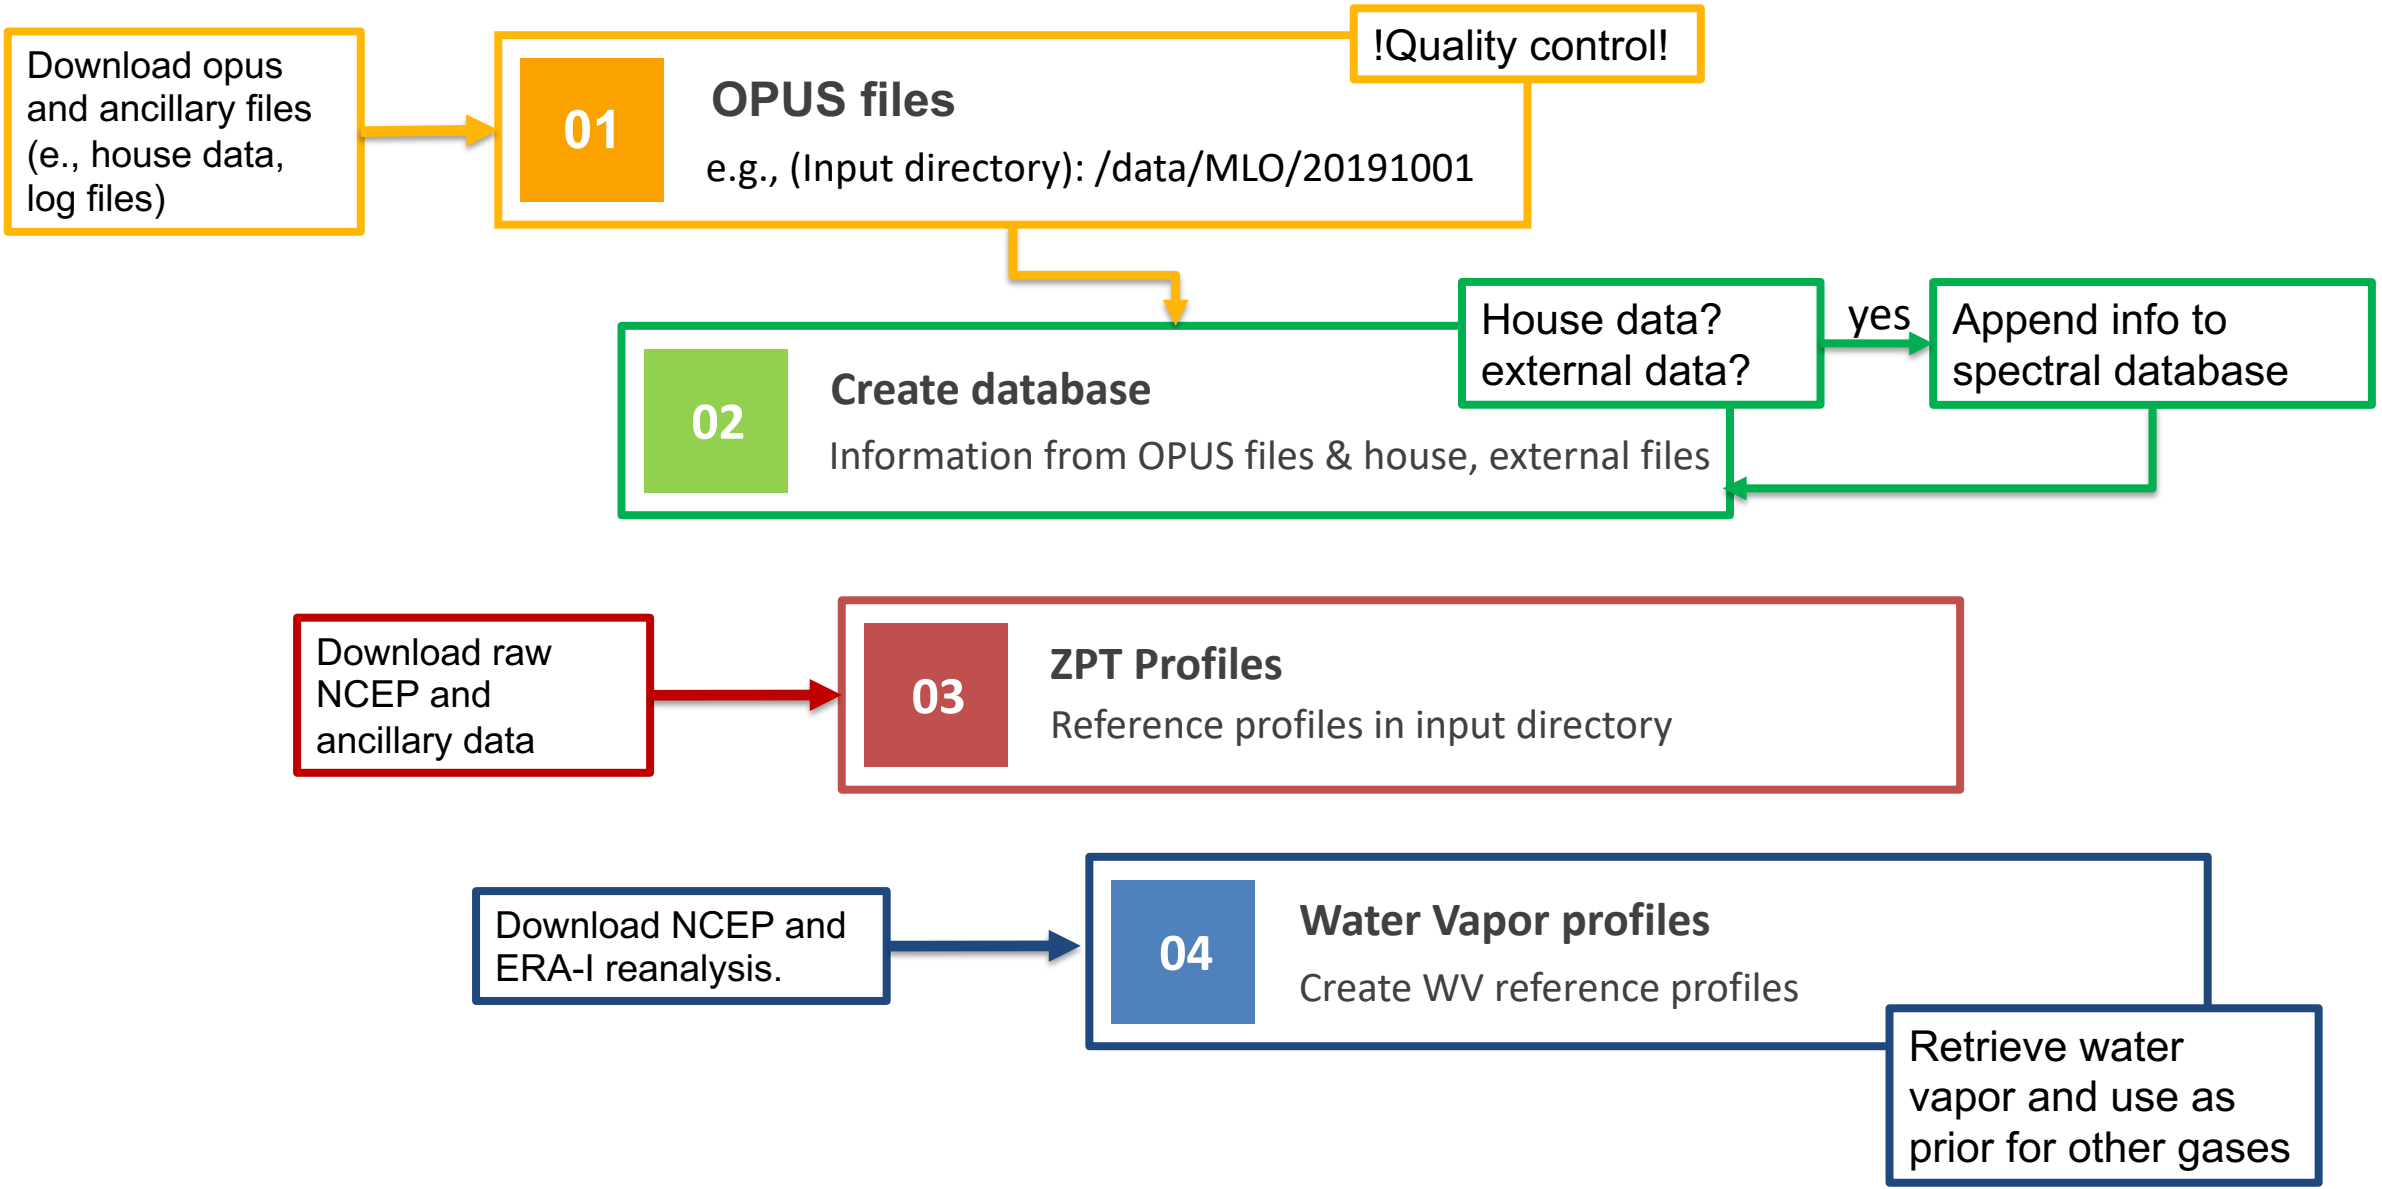 Download opus
and ancillary files
(e., house data,
log files)
01
OPUS files
e.g., (Input directory): /data/MLO/20191001
!Quality control!
02
Create database
Information from OPUS files & house, external files
House data?
external data?
yes
Append info to
spectral database
Download raw
NCEP and
ancillary data
03
ZPT Profiles
Reference profiles in input directory
Download NCEP and
ERA-I reanalysis.
04
Water Vapor profiles
Create WV reference profiles
Retrieve water
vapor and use as
prior for other gases